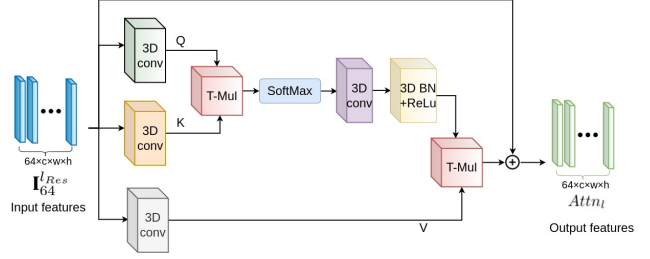 3D
conv
Q
T-Mul
SoftMax
3D
conv
3D BN
+ReLu
3D
conv
K
T-Mul
3D
conv
V
64×c×w×h
I_{64}^{l_{Res}}
Input features
64×c×w×h
Attn_l
Output features